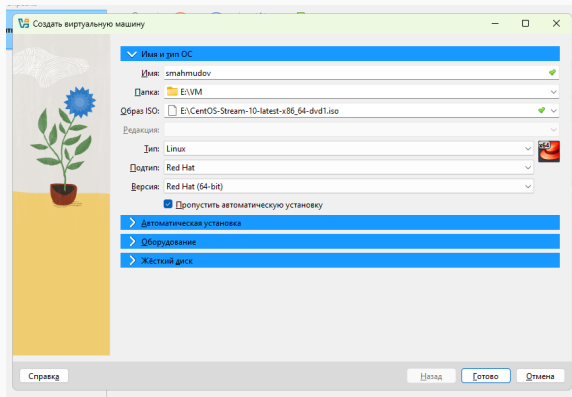 Создать виртуальную машину
Имя и тип ОС
Имя: smahmudov
Папка: E:\VM
Образ ISO: E:\CentOS-Stream-10-latest-x86_64-dvd1.iso
Редакция:
Тип: Linux
x64
Подтип: Red Hat
Версия: Red Hat (64-bit)
Пропустить автоматическую установку
Автоматическая установка
Оборудование
Жёсткий диск
Справка Назад Готово Отмена